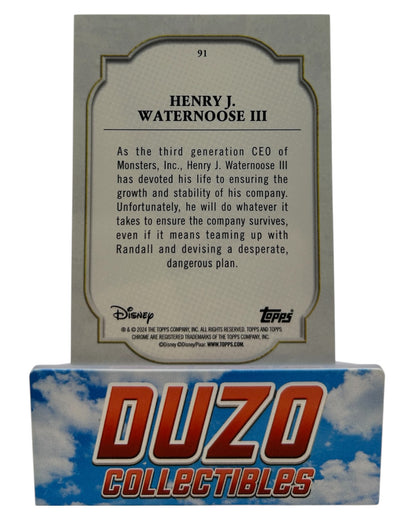 91
HENRY J.
WATERNOOSE III
As the third generation CEO of
Monsters, Inc., Henry J. Waternoose III
has devoted his life to ensuring the
growth and stability of his company.
Unfortunately, he will do whatever it
takes to ensure the company survives,
even if it means teaming up with
Randall and devising a desperate,
dangerous plan.
Disney
Topps
® & © 2024 THE TOPPS COMPANY, INC. ALL RIGHTS RESERVED. TOPPS AND TOPPS
CHROME ARE REGISTERED TRADEMARKS OF THE TOPPS COMPANY, INC.
©Disney ©Disney/Pixar. WWW.TOPPS.COM
DUZO
COLLECTIBLES